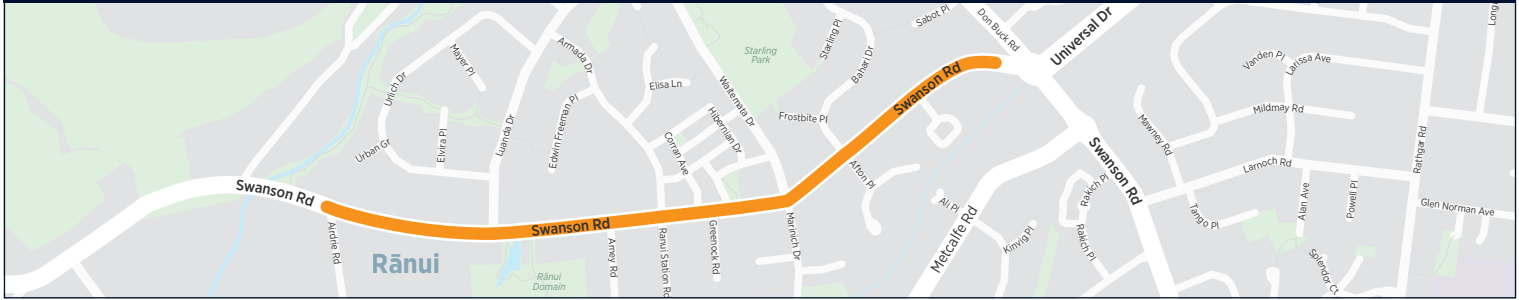 Sabot Pl
Don Buck Rd
Universal Dr
Starling Pl
Bahari Dr
Starling
Park
Armada Dr
Mayer Pl
Urlich Dr
Elisa Ln
Waitemata Dr
Swanson Rd
Vanden Pl
Larissa Ave
Mildmay Rd
Mawney Rd
Rathgar Rd
Edwin Freeman Pl
Hibernian Dr
Frostbite Pl
Luanda Dr
Elvira Pl
Urban Gr
Corran Ave
Afton Pl
Swanson Rd
Larnoch Rd
Swanson Rd
Rakich Pl
Ali Pl
Alan Ave
Powell Pl
Glen Norman Ave
Tango Pl
Swanson Rd
Airdrie Rd
Amey Rd
Ranui Station Rd
Greenock Rd
Marinich Dr
Metcalfe Rd
Kinvig Pl
Rakich Pl
Rānui
Rānui
Domain
Splendor Ct